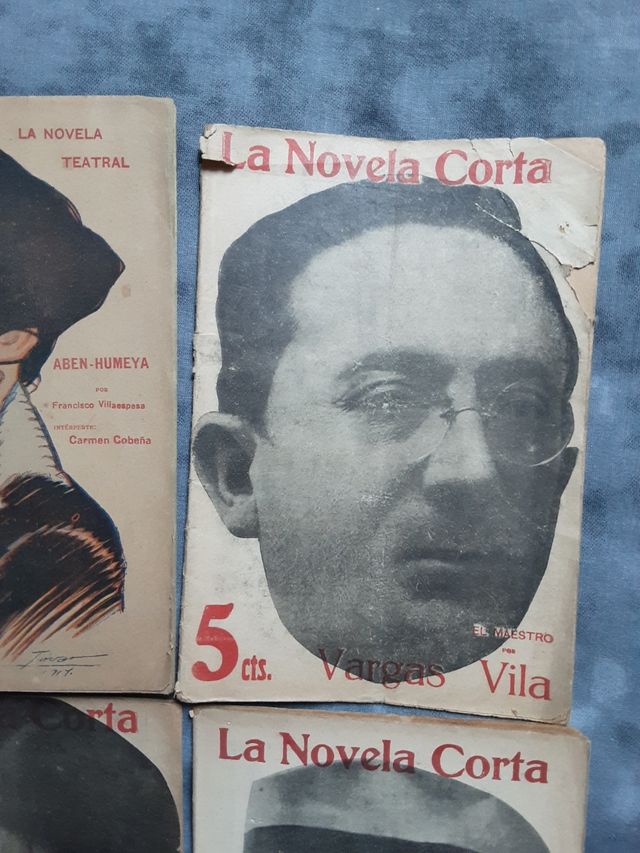 LA NOVELA
TEATRAL
ABEN-HUMEYA
POR
Francisco Villaespesa
INTÉRPRETE:
Carmen Cobeña
1917.
La Novela Corta
5 cts.
EL MAESTRO
POR
Vargas Vila
a Corta
La Novela Corta